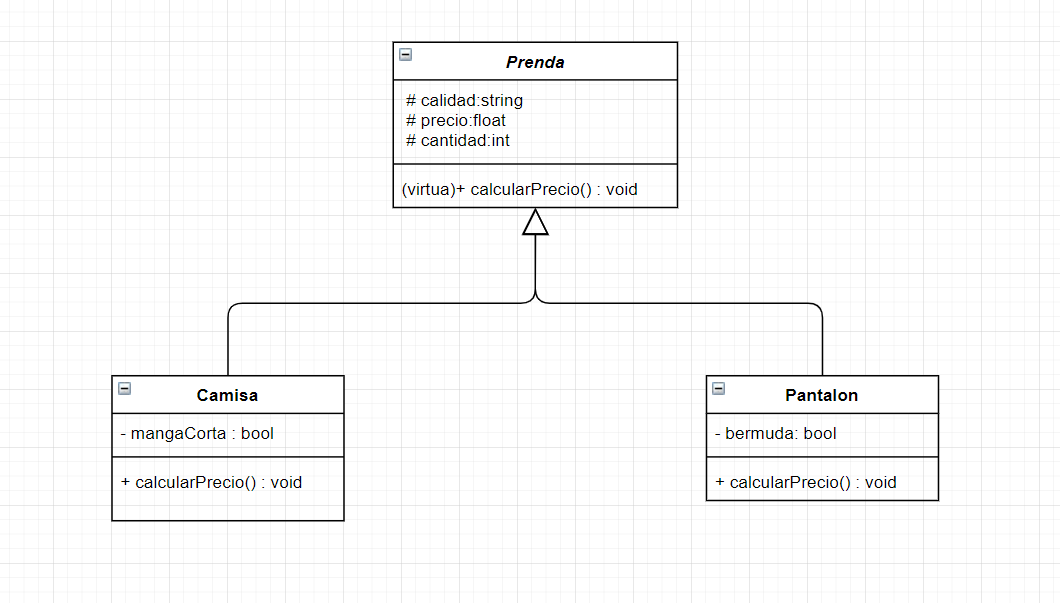 Prenda
# calidad:string
# precio:float
# cantidad:int
(virtua)+ calcularPrecio() : void
Camisa
- mangaCorta : bool
+ calcularPrecio() : void
Pantalon
- bermuda: bool
+ calcularPrecio() : void